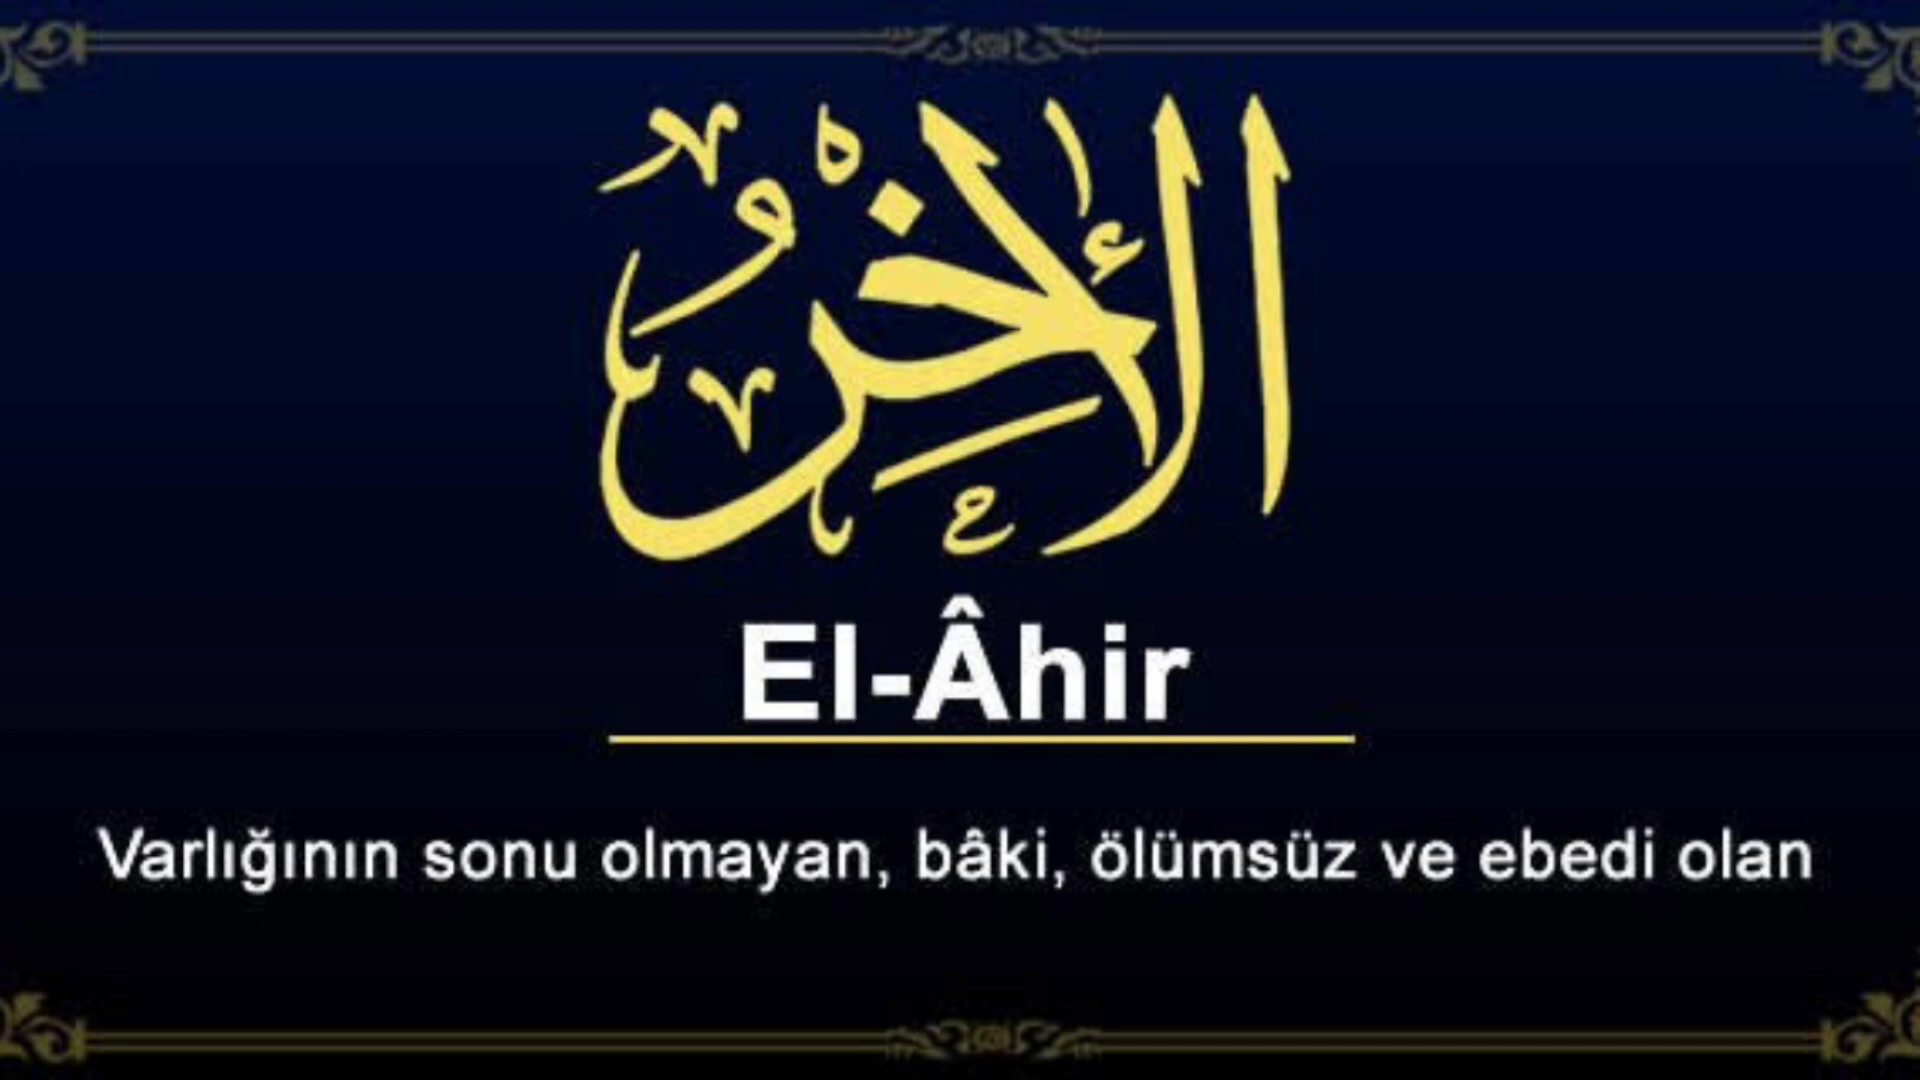 الآخِرُ
El-Âhir
Varlığının sonu olmayan, bâki, ölümsüz ve ebedi olan